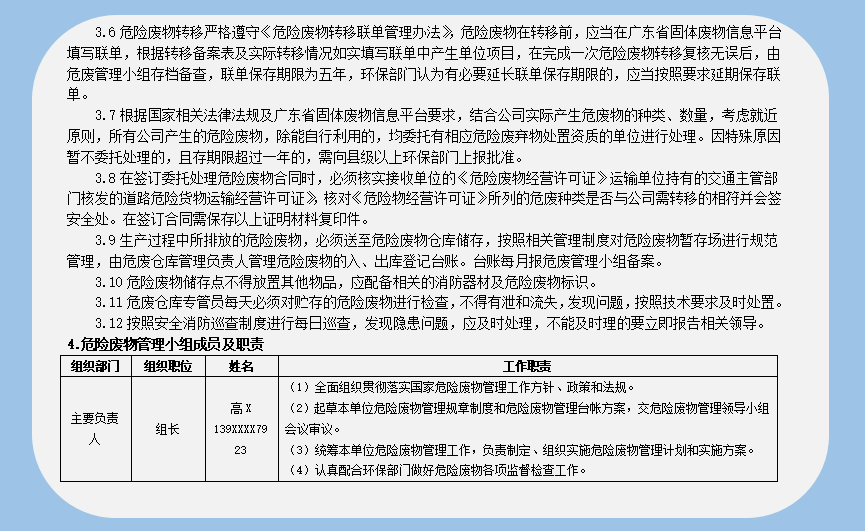 3.6 危险废物转移严格遵守《危险废物转移联单管理办法》，危险废物在转移前，应当在广东省固体废物信息平台
填写联单，根据转移备案表及实际转移情况如实填写联单中产生单位项目，在完成一次危险废物转移复核无误后，由
危废管理小组存档备查，联单保存期限为五年，环保部门认为有必要延长联单保存期限的，应当按照要求延期保存联
单。
3.7 根据国家相关法律法规及广东省固体废物信息平台要求，结合公司实际产生危废物的种类、数量，考虑就近
原则，所有公司产生的危险废物，除能自行利用的，均委托有相应危险废弃物处置资质的单位进行处理。因特殊原因
暂不委托处理的，且存期限超过一年的，需向县级以上环保部门上报批准。
3.8 在签订委托处理危险废物合同时，必须核实接收单位的《危险废物经营许可证》运输单位持有的交通主管部
门核发的道路危险货物运输经营许可证》，核对《危险物经营许可证》所列的危废种类是否与公司需转移的相符并会签
安全处。在签订合同需保存以上证明材料复印件。
3.9 生产过程中所排放的危险废物，必须送至危险废物仓库储存，按照相关管理制度对危险废物暂存场进行规范
管理，由危废仓库管理负责人管理危险废物的入、出库登记台账。台账每月报危废管理小组备案。
3.10 危险废物储存点不得放置其他物品，应配备相关的消防器材及危险废物标识。
3.11 危废仓库专管员每天必须对贮存的危险废物进行检查，不得有泄和流失，发现问题，按照技术要求及时处置。
3.12 按照安全消防巡查制度进行每日巡查，发现隐患问题，应及时处理，不能及时理的要立即报告相关领导。
4.危险废物管理小组成员及职责
组织部门 组织职位 姓名 工作职责
主要负责
人
组长
高 X
139XXXX79
23
（1）全面组织贯彻落实国家危险废物管理工作方针、政策和法规。
（2）起草本单位危险废物管理规章制度和危险废物管理台帐方案，交危险废物管理领导小组
会议审议。
（3）统筹本单位危险废物管理工作，负责制定、组织实施危险废物管理计划和实施方案。
（4）认真配合环保部门做好危险废物各项监督检查工作。